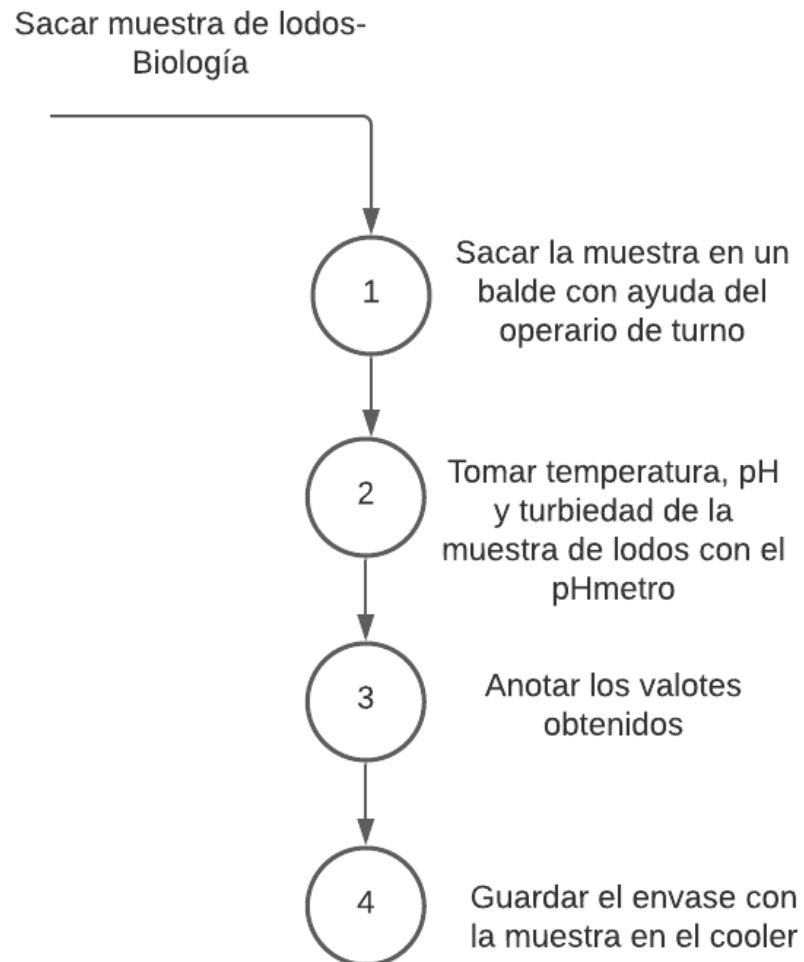 Sacar muestra de lodos-
Biología
1
Sacar la muestra en un
balde con ayuda del
operario de turno
2
Tomar temperatura, pH
y turbiedad de la
muestra de lodos con el
pHmetro
3
Anotar los valotes
obtenidos
4
Guardar el envase con
la muestra en el cooler